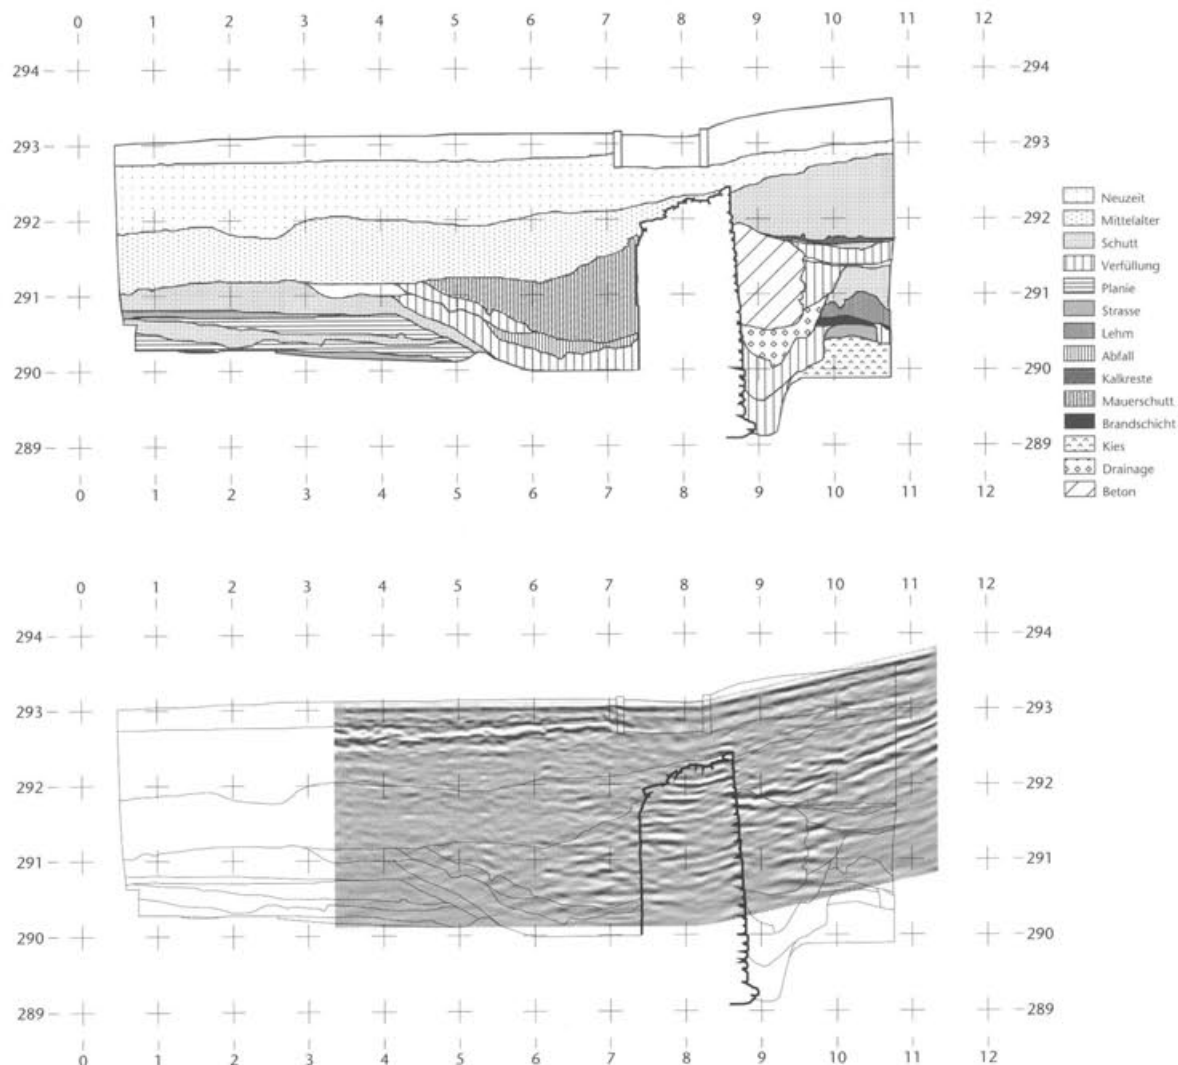 0 1 2 3 4 5 6 7 8 9 10 11 12
294 294
293 293
292 292
291 291
290 290
289 289
0 1 2 3 4 5 6 7 8 9 10 11 12
Neuzeit
Mittelalter
Schutt
Verfüllung
Planie
Strasse
Lehm
Abfall
Kalkreste
Mauerschutt
Brandschicht
Kies
Drainage
Beton
0 1 2 3 4 5 6 7 8 9 10 11 12
294 294
293 293
292 292
291 291
290 290
289 289
0 1 2 3 4 5 6 7 8 9 10 11 12